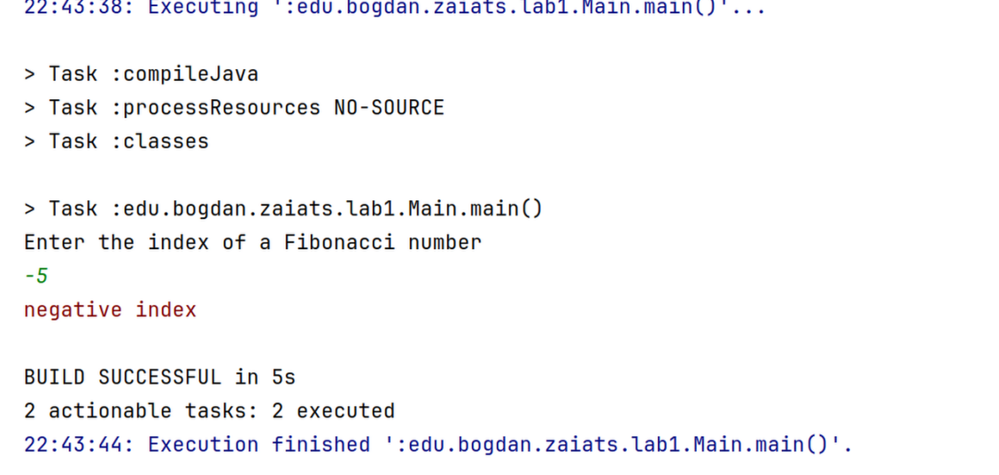 22:43:38: Executing ':edu.bogdan.zaiats.lab1.Main.main()'...
> Task :compileJava
> Task :processResources NO-SOURCE
> Task :classes
> Task :edu.bogdan.zaiats.lab1.Main.main()
Enter the index of a Fibonacci number
-5
negative index
BUILD SUCCESSFUL in 5s
2 actionable tasks: 2 executed
22:43:44: Execution finished ':edu.bogdan.zaiats.lab1.Main.main()'.